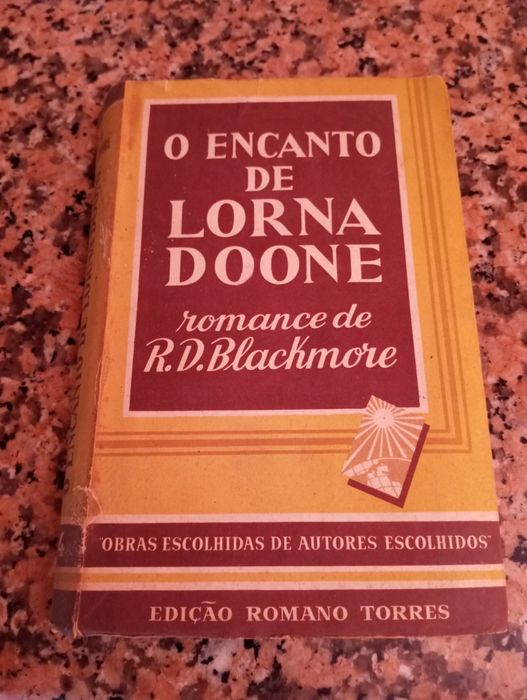 O ENCANTO
DE
LORNA
DOONE
romance de
R.D.Blackmore
"OBRAS ESCOLHIDAS DE AUTORES ESCOLHIDOS"
EDIÇÃO ROMANO TORRES